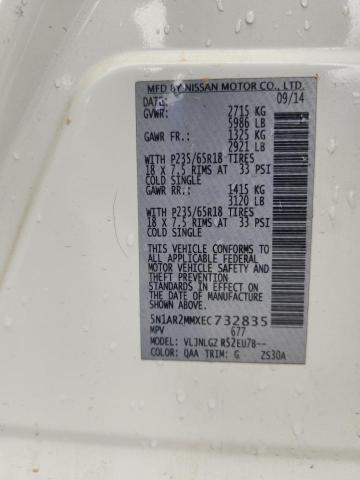 MFD BY NISSAN MOTOR CO., LTD.
DATE: 09/14
GVWR: 2715 KG
5986 LB
GAWR FR.: 1325 KG
2921 LB
WITH P235/65R18 TIRES
18 X 7.5 RIMS AT 33 PSI
COLD SINGLE
GAWR RR.: 1415 KG
3120 LB
WITH P235/65R18 TIRES
18 X 7.5 RIMS AT 33 PSI
COLD SINGLE
THIS VEHICLE CONFORMS TO
ALL APPLICABLE U.S.
FEDERAL MOTOR VEHICLE
SAFETY AND
THEFT PREVENTION
STANDARDS IN EFFECT ON
THE DATE OF MANUFACTURE
SHOWN ABOVE.
5N1AR2MMXEC732835
MPV 677
MODEL: VLJNLGZ R52EU78--
COLOR: QAA TRIM: G ZS30A